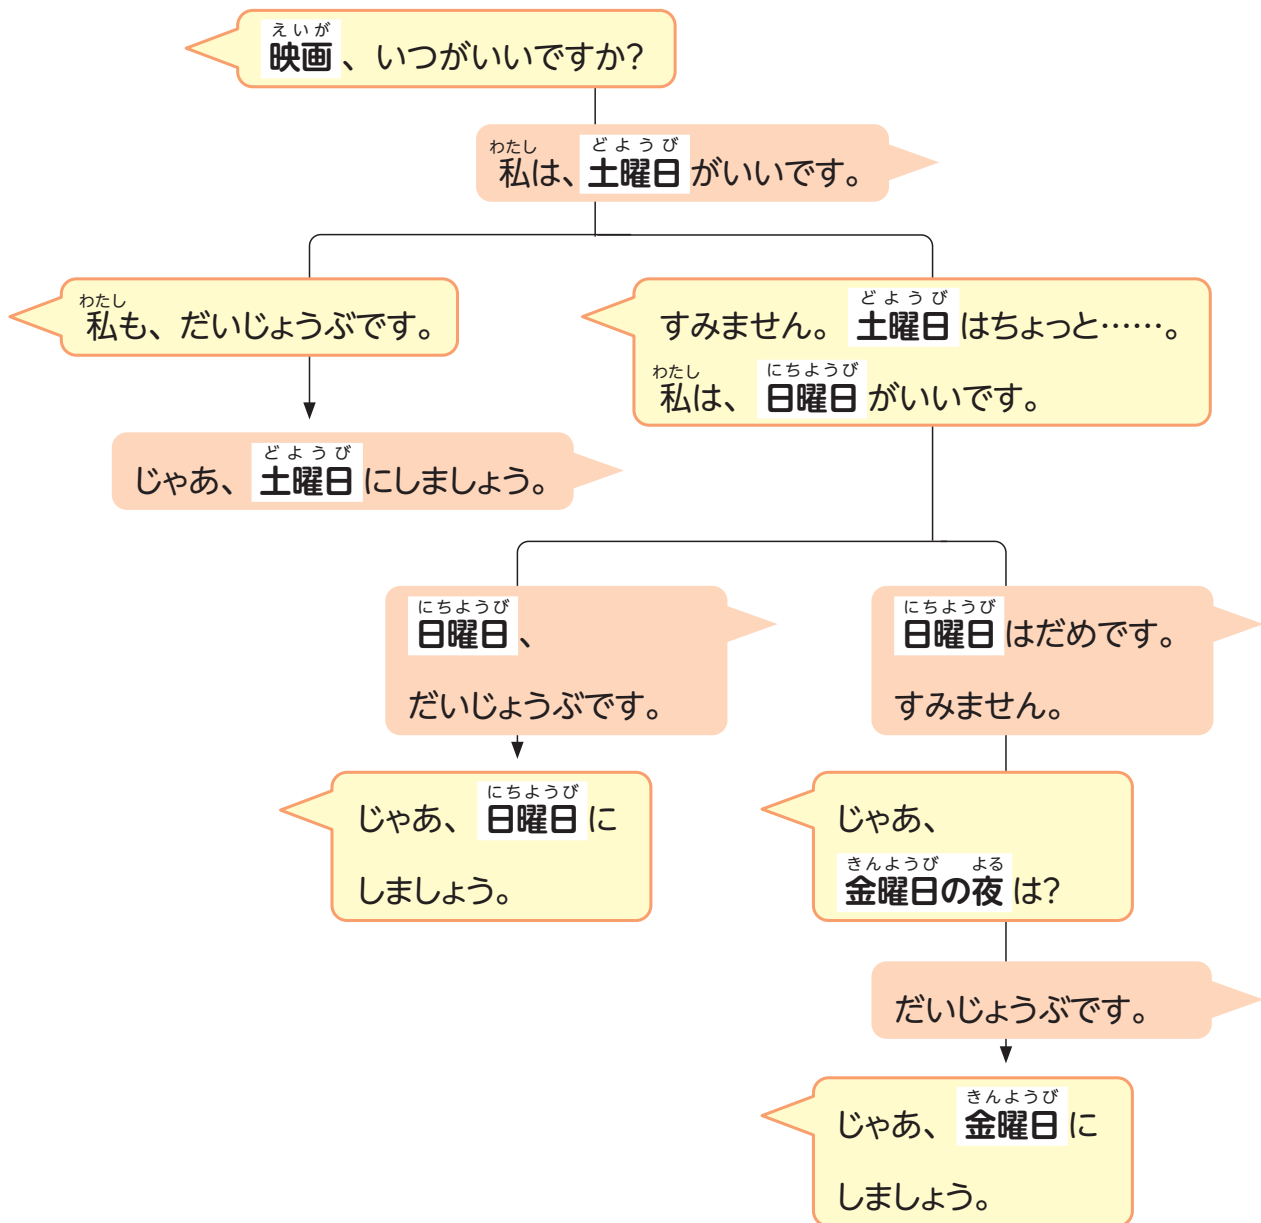 えいが
映画、いつがいいですか?
わたし どようび
私は、土曜日がいいです。
わたし
私も、だいじょうぶです。
どようび
じゃあ、土曜日にしましょう。
どようび
すみません。土曜日はちょっと……。
わたし にちようび
私は、日曜日がいいです。
にちようび
日曜日、
だいじょうぶです。
にちようび
じゃあ、日曜日に
しましょう。
にちようび
日曜日はだめです。
すみません。
じゃあ、
きんようび よる
金曜日の夜は?
だいじょうぶです。
きんようび
じゃあ、金曜日に
しましょう。